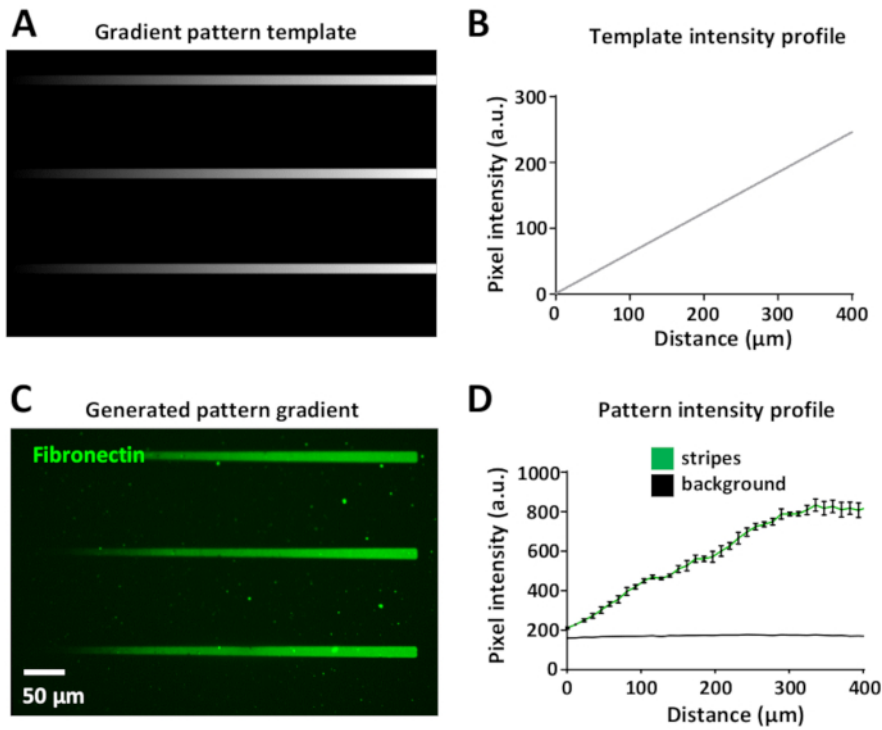 A
Gradient pattern template
B
Template intensity profile
Pixel intensity (a.u.)
300
200
100
0
0 100 200 300 400
Distance (µm)
C
Generated pattern gradient
Fibronectin
50 µm
D
Pattern intensity profile
stripes
background
Pixel intensity (a.u.)
1000
800
600
400
200
0
0 100 200 300 400
Distance (µm)